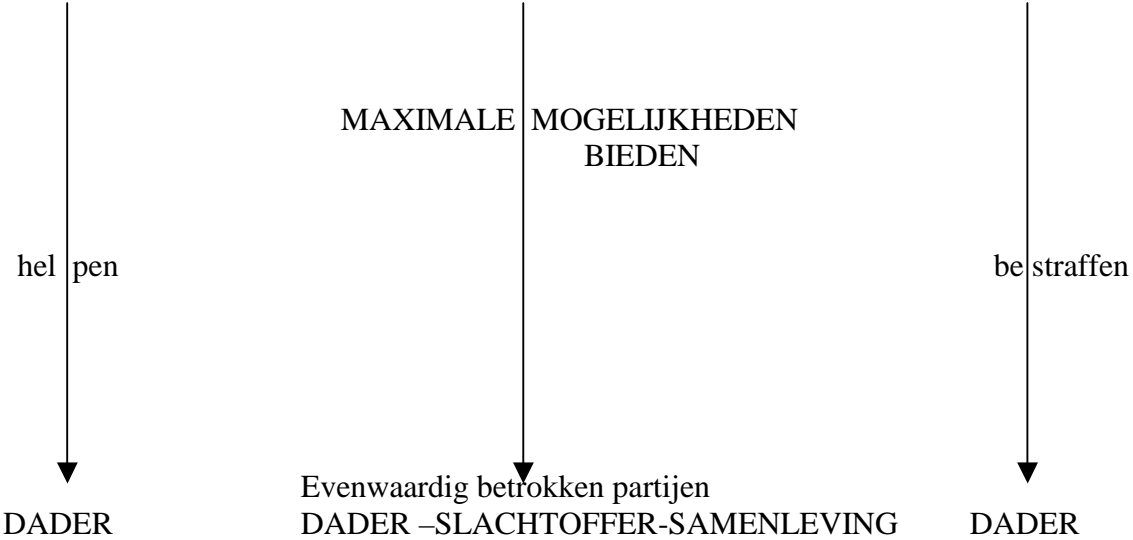 MAXIMALE MOGELIJKHEDEN
BIEDEN
helpen
bestraffen
Evenwaardig betrokken partijen
DADER
DADER –SLACHTOFFER-SAMENLEVING
DADER